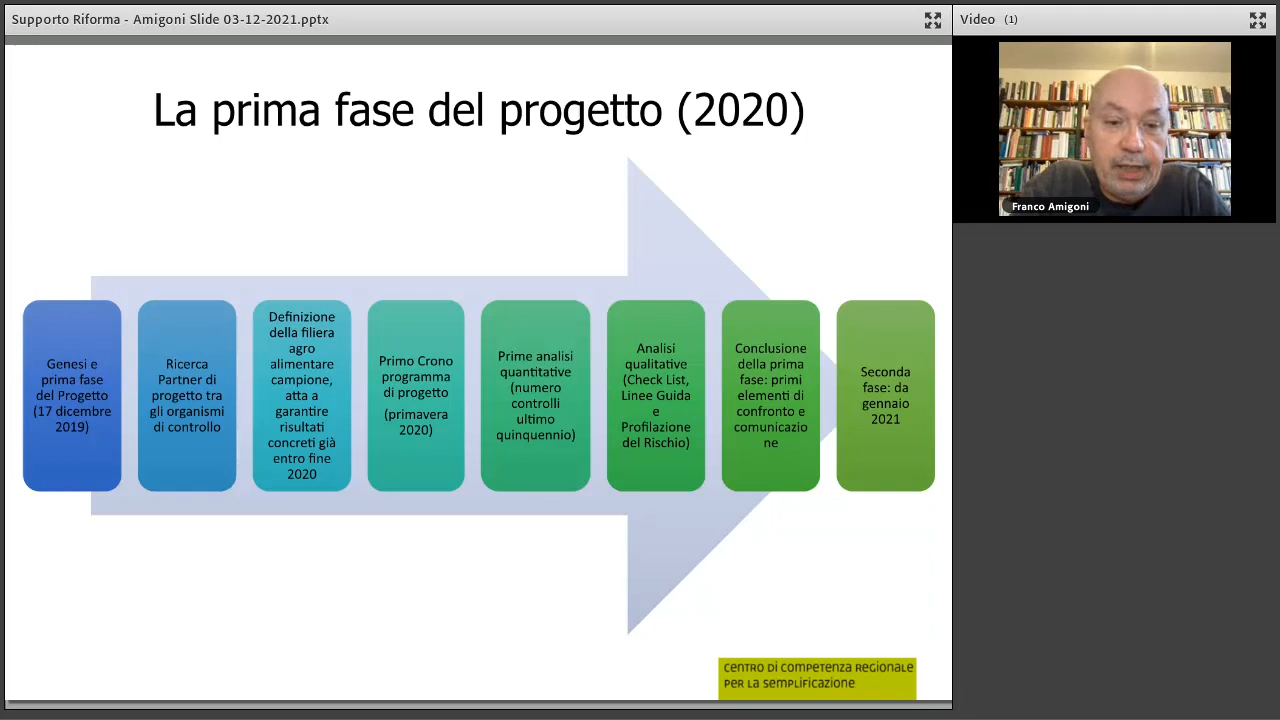 Supporto Riforma - Amigoni Slide 03-12-2021.pptx
Video (1)
La prima fase del progetto (2020)
Genesi e
prima fase
del Progetto
(17 dicembre
2019)
Ricerca
Partner di
progetto tra
gli organismi
di controllo
Definizione
della filiera
agro
alimentare
campione,
atta a
garantire
risultati
concreti già
entro fine
2020
Primo Crono
programma
di progetto
(primavera
2020)
Prime analisi
quantitative
(numero
controlli
ultimo
quinquennio)
Analisi
qualitative
(Check List,
Linee Guida
e
Profilazione
del Rischio)
Conclusione
della prima
fase: primi
elementi di
confronto e
comunicazio
ne
Seconda
fase: da
gennaio
2021
Franco Amigoni
CENTRO DI COMPETENZA REGIONALE
PER LA SEMPLIFICAZIONE